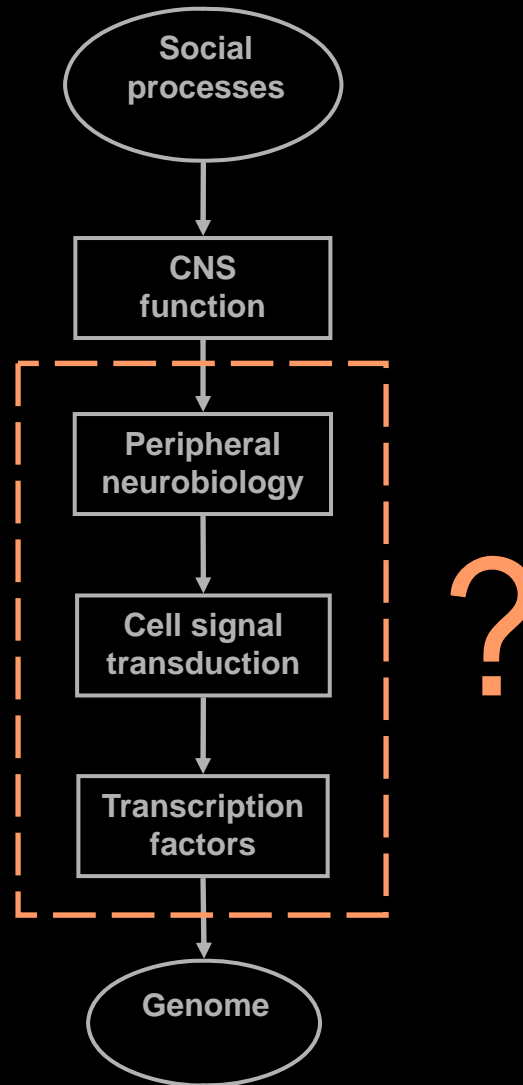 Social
processes
CNS
function
Peripheral
neurobiology
Cell signal
transduction
Transcription
factors
Genome
?